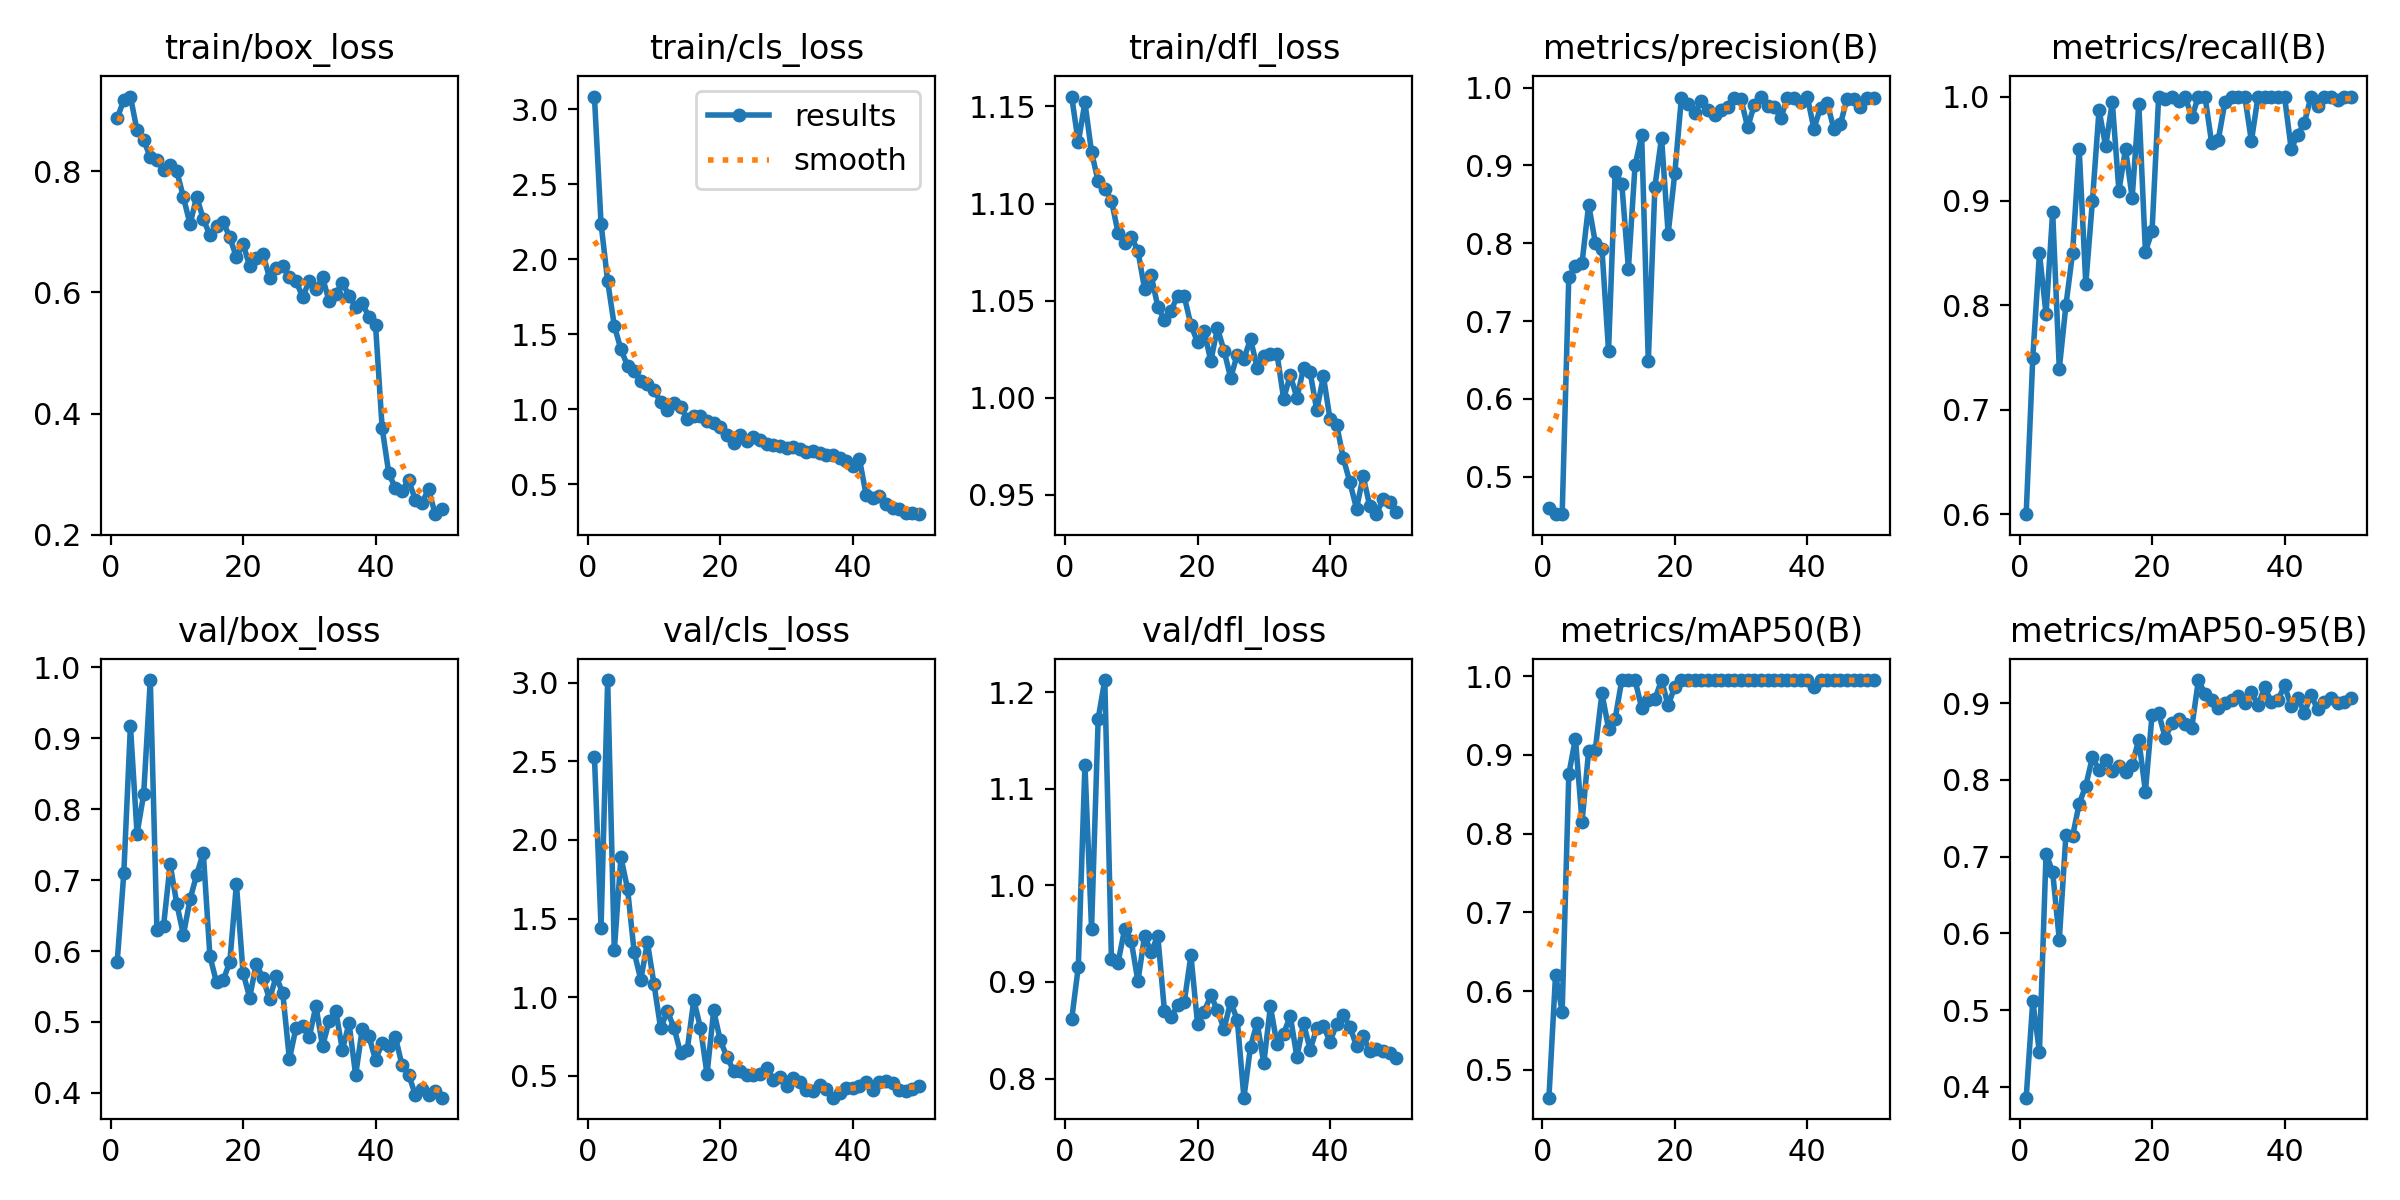 train/box_loss
train/cls_loss
train/dfl_loss
metrics/precision(B)
metrics/recall(B)
0.8
0.6
0.4
0.2
0 20 40
3.0
2.5
2.0
1.5
1.0
0.5
results
smooth
0 20 40
1.15
1.10
1.05
1.00
0.95
0 20 40
1.0
0.9
0.8
0.7
0.6
0.5
0 20 40
1.0
0.9
0.8
0.7
0.6
0 20 40
val/box_loss
val/cls_loss
val/dfl_loss
metrics/mAP50(B)
metrics/mAP50-95(B)
1.0
0.9
0.8
0.7
0.6
0.5
0.4
0 20 40
3.0
2.5
2.0
1.5
1.0
0.5
0 20 40
1.2
1.1
1.0
0.9
0.8
0 20 40
1.0
0.9
0.8
0.7
0.6
0.5
0 20 40
0.9
0.8
0.7
0.6
0.5
0.4
0 20 40